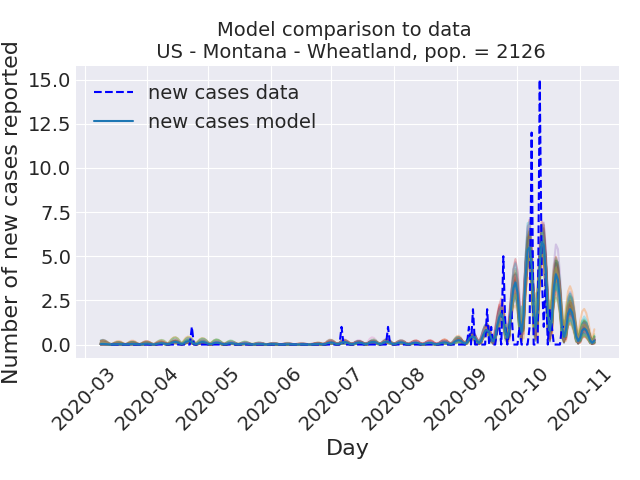 Model comparison to data
US - Montana - Wheatland, pop. = 2126
Number of new cases reported
15.0
12.5
10.0
7.5
5.0
2.5
0.0
new cases data
new cases model
2020-03
2020-04
2020-05
2020-06
2020-07
2020-08
2020-09
2020-10
2020-11
Day